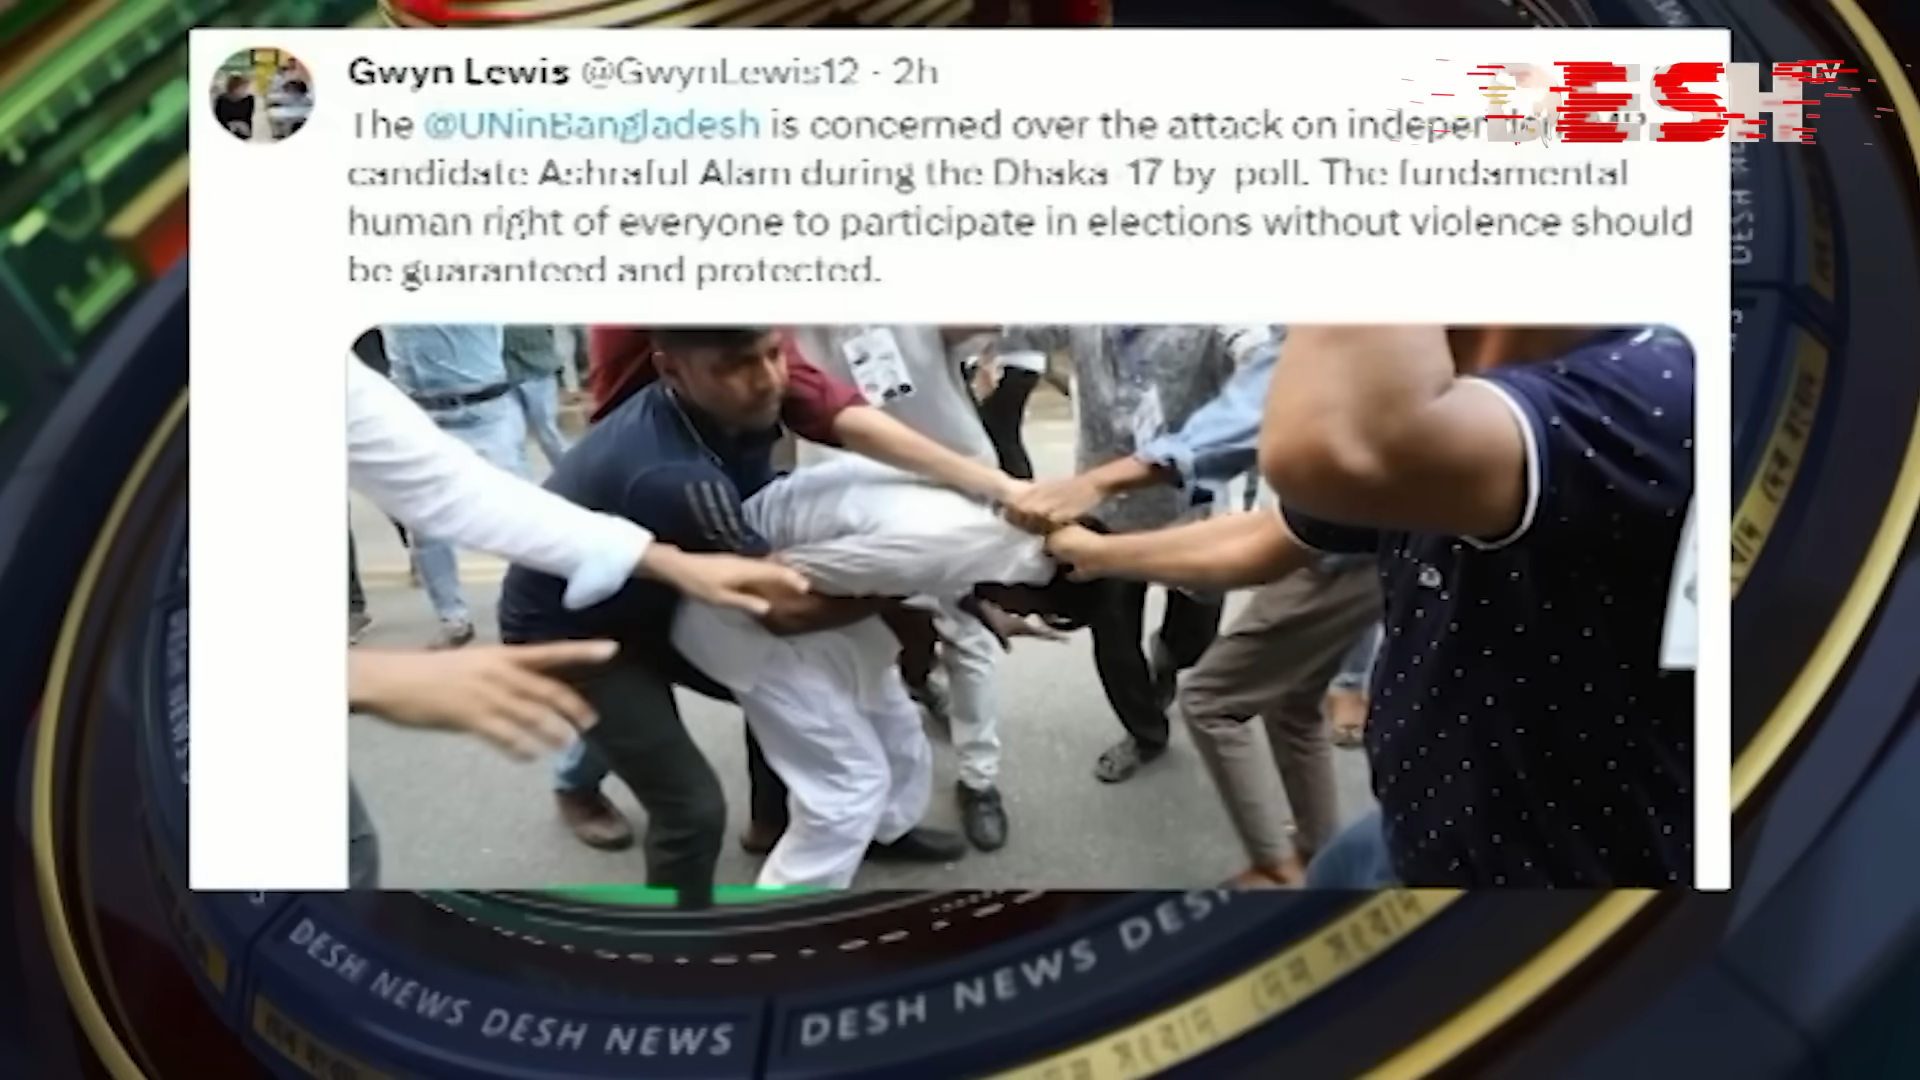 Gwyn Lewis @GwynLewis12 · 2h
DESH TV
The @UNinBangladesh is concerned over the attack on
candidate Ashraful Alam during the Dhaka-17 by-poll. The fundamental
human right of everyone to participate in elections without violence should
be guaranteed and protected.
DESH NEWS DESH NEWS
DESH NEWS DESH